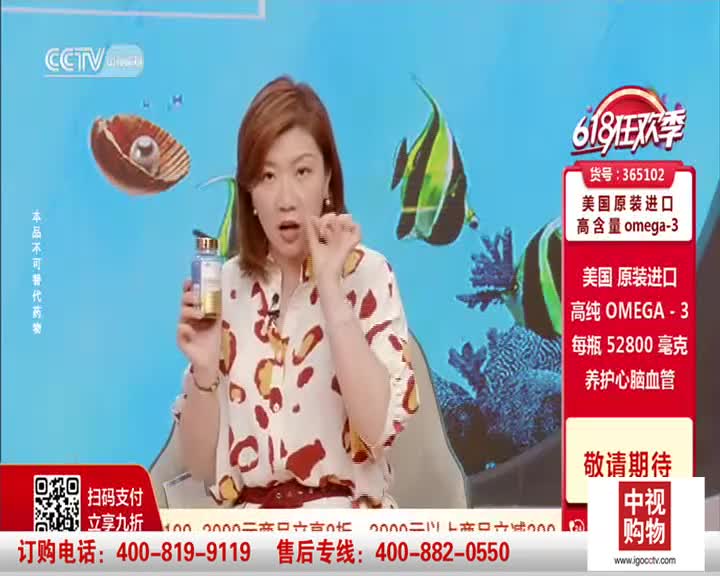 CCTV
618狂欢季
货号:365102
美国原装进口
高含量omega-3
美国 原装进口
高纯 OMEGA - 3
每瓶 52800 毫克
养护心脑血管
敬请期待
本品不可替代药物
扫码支付
立享九折
中视
购物
www.igocctv.com
订购电话：400-819-9119 售后专线：400-882-0550